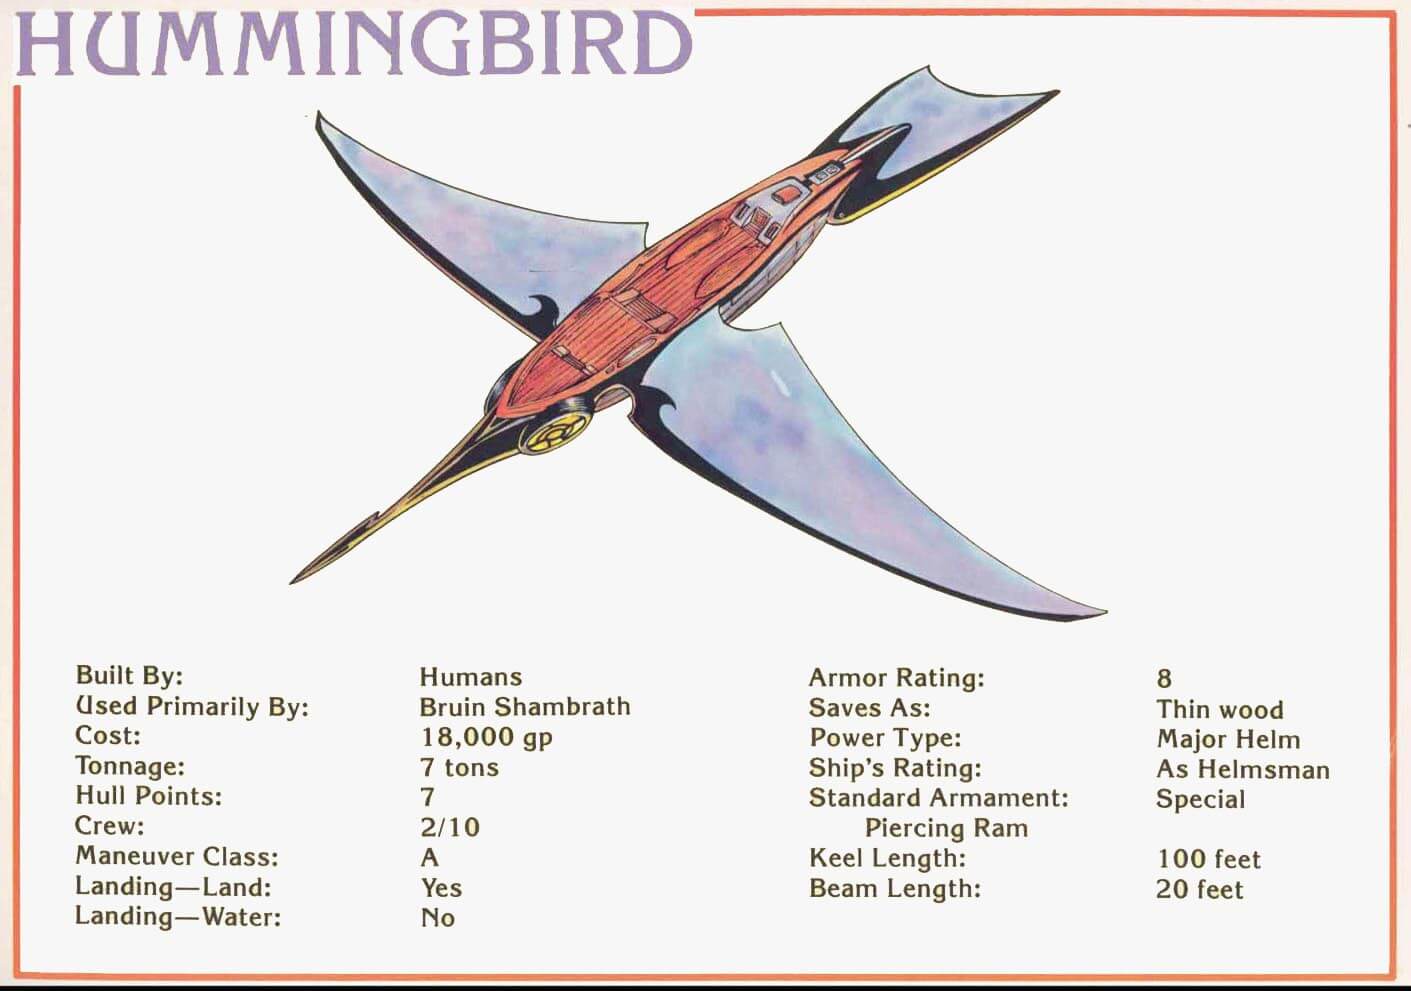 HUMMINGBIRD
Built By: Humans
Used Primarily By: Bruin Shambrath
Cost: 18,000 gp
Tonnage: 7 tons
Hull Points: 7
Crew: 2/10
Maneuver Class: A
Landing—Land: Yes
Landing—Water: No
Armor Rating: 8
Saves As: Thin wood
Power Type: Major Helm
Ship's Rating: As Helmsman
Standard Armament: Special
Piercing Ram
Keel Length: 100 feet
Beam Length: 20 feet